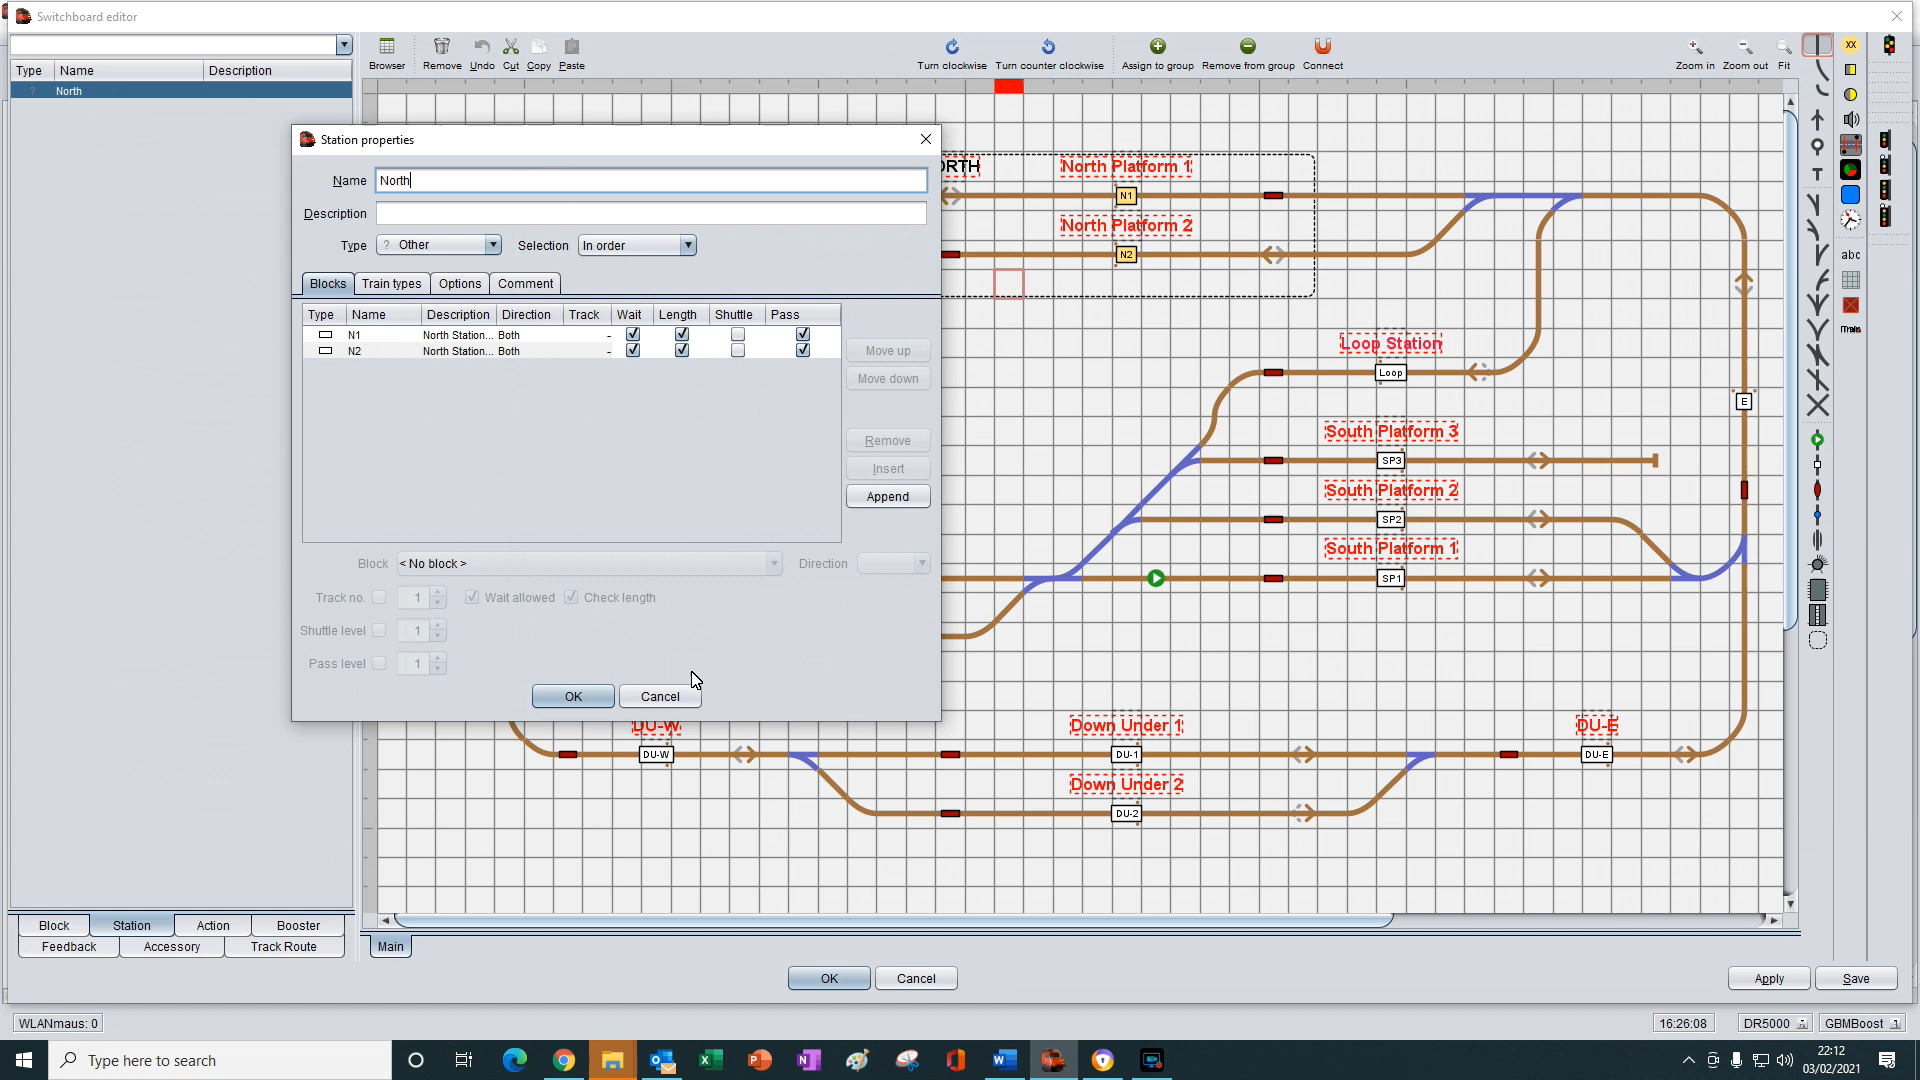 Switchboard editor
Type Name Description
? North
Browser Remove Undo Cut Copy Paste Turn clockwise Turn counter clockwise Assign to group Remove from group Connect Zoom in Zoom out Fit
XX
abc
Train
Station properties
Name North
Description
Type ? Other Selection In order
Blocks Train types Options Comment
Type Name Description Direction Track Wait Length Shuttle Pass
N1 North Station... Both -
N2 North Station... Both -
Move up
Move down
Remove
Insert
Append
Block < No block > Direction
Track no. 1 Wait allowed Check length
Shuttle level 1
Pass level 1
OK Cancel
ORTH
North Platform 1
N1
North Platform 2
N2
Loop Station
Loop
E
South Platform 3
SP3
South Platform 2
SP2
South Platform 1
SP1
DU-W Down Under 1 DU-E
DU-W DU-1 DU-E
Down Under 2
DU-2
Block Station Action Booster
Feedback Accessory Track Route
Main
OK Cancel Apply Save
WLANmaus: 0 16:26:08 DR5000 GBMBoost
Type here to search
22:12
03/02/2021